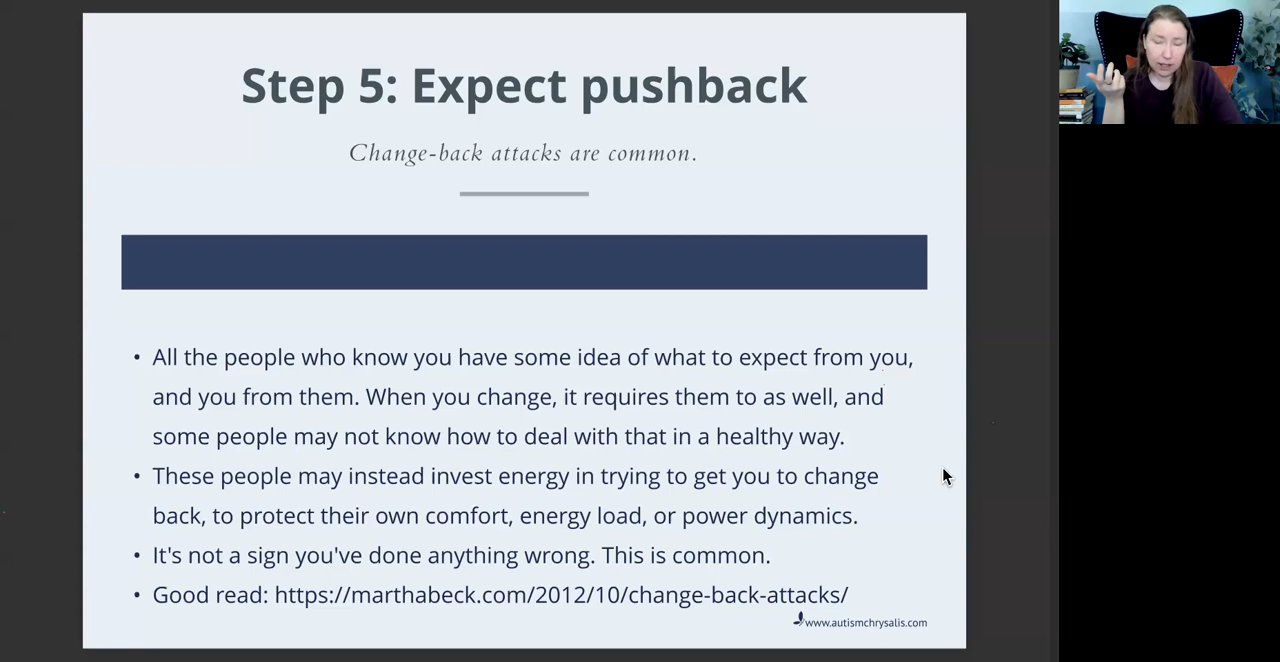 Step 5: Expect pushback
Change-back attacks are common.
• All the people who know you have some idea of what to expect from you,
and you from them. When you change, it requires them to as well, and
some people may not know how to deal with that in a healthy way.
• These people may instead invest energy in trying to get you to change
back, to protect their own comfort, energy load, or power dynamics.
• It's not a sign you've done anything wrong. This is common.
• Good read: https://marthabeck.com/2012/10/change-back-attacks/
www.autismchrysalis.com